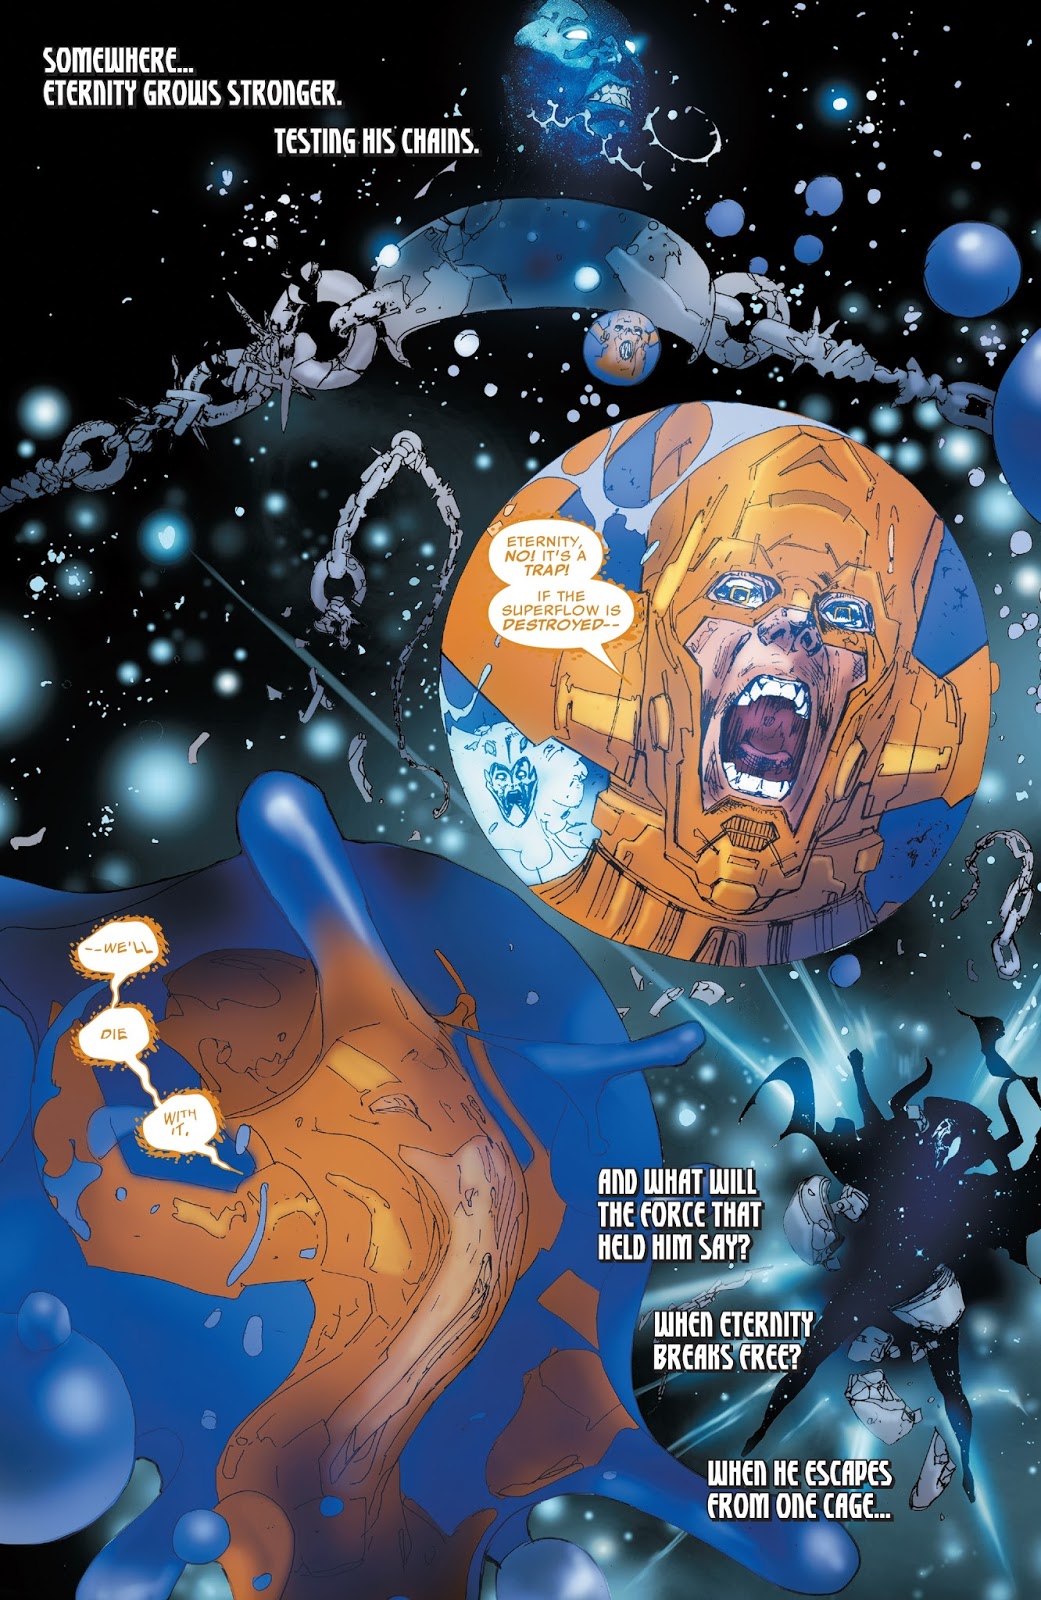 SOMEWHERE...
ETERNITY GROWS STRONGER.
TESTING HIS CHAINS.
ETERNITY,
NO! IT'S A
TRAP!
IF THE
SUPERFLOW IS
DESTROYED--
--WE'LL
DIE
WITH
IT.
AND WHAT WILL
THE FORCE THAT
HELD HIM SAY?
WHEN ETERNITY
BREAKS FREE?
WHEN HE ESCAPES
FROM ONE CAGE...